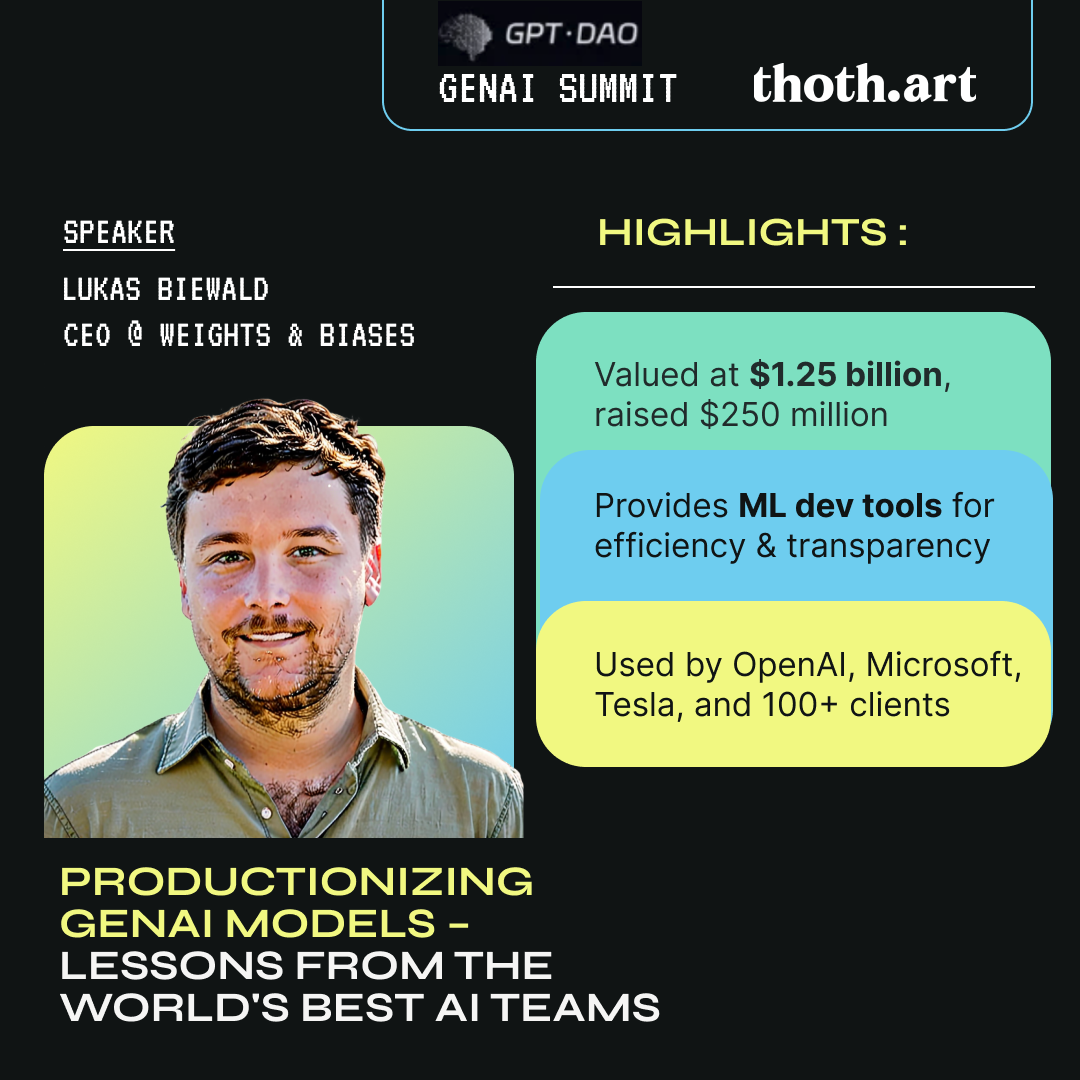 GPT·DAO
GENAI SUMMIT
thoth.art
SPEAKER
LUKAS BIEWALD
CEO @ WEIGHTS & BIASES
HIGHLIGHTS :
Valued at $1.25 billion,
raised $250 million
Provides ML dev tools for
efficiency & transparency
Used by OpenAI, Microsoft,
Tesla, and 100+ clients
PRODUCTIONIZING
GENAI MODELS –
LESSONS FROM THE
WORLD'S BEST AI TEAMS